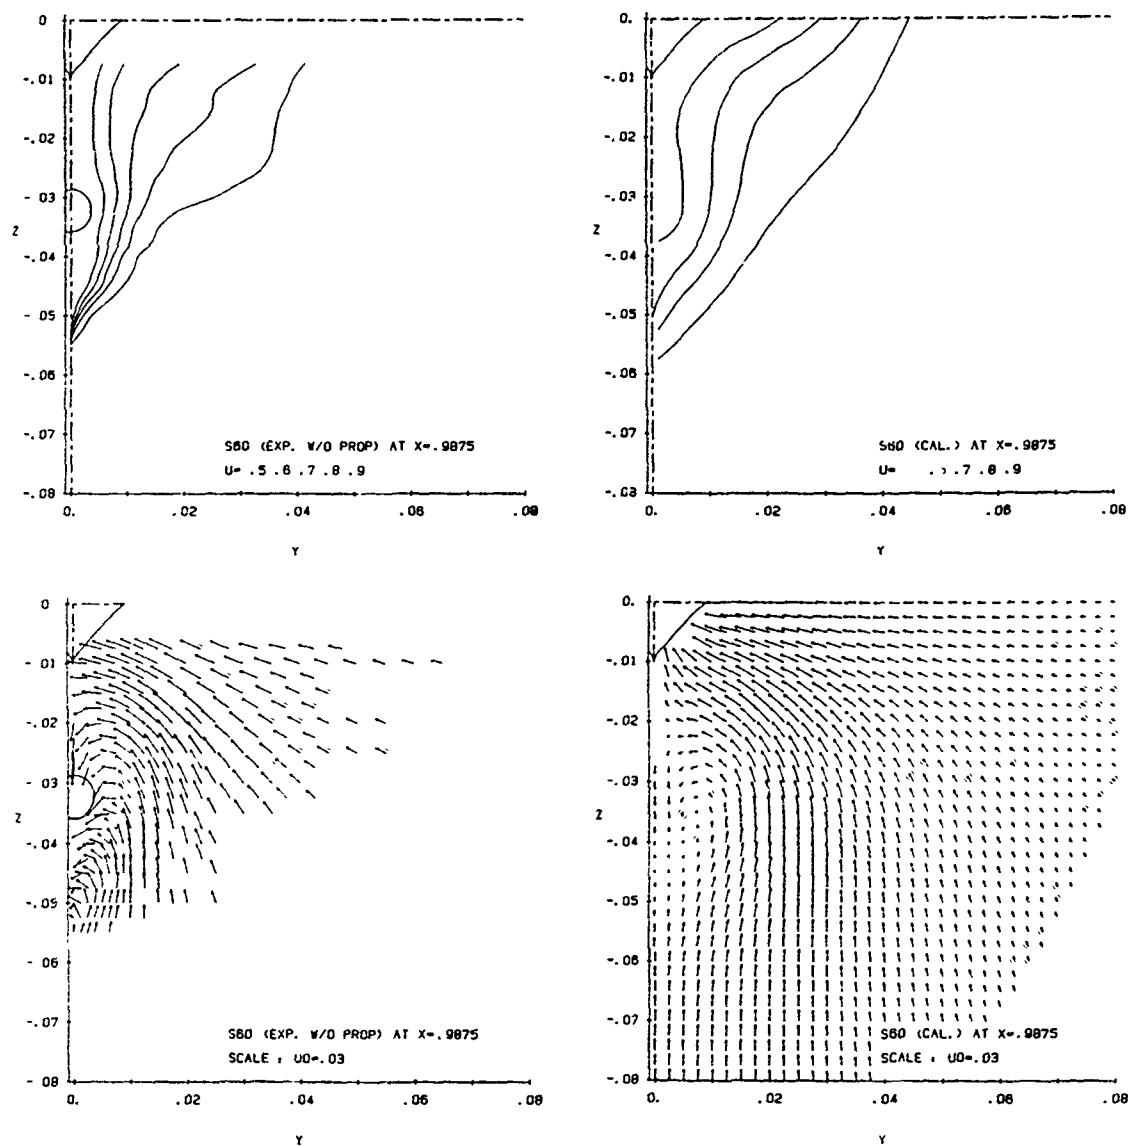 0
-.01
-.02
-.03
Z
-.04
-.05
-.06
-.07
-.08
S60 (EXP. W/O PROP) AT X=.9875
U= .5 .6 .7 .8 .9
0. .02 .04 .06 .08
Y
0.
-.01
-.02
-.03
Z
-.04
-.05
-.06
-.07
S60 (CAL.) AT X=.9875
U= .7 .8 .9
0. .02 .04 .06 .08
Y
0
-.01
-.02
-.03
Z
-.04
-.05
-.06
-.07
-.08
S60 (EXP. W/O PROP) AT X=.9875
SCALE : U0=.03
0. .02 .04 .06 .08
Y
0.
-.01
-.02
-.03
Z
-.04
-.05
-.06
-.07
-.08
S60 (CAL.) AT X=.9875
SCALE : U0=.03
0. .02 .04 .06 .08
Y